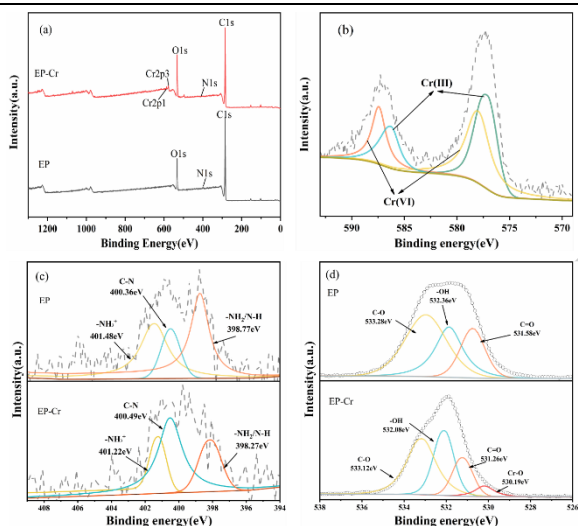 (a)
C1s
O1s
EP-Cr
Cr2p3
Cr2p1
N1s
C1s
EP
O1s
N1s
Intensity(a.u.)
1200 1000 800 600 400 200 0
Binding Energy(eV)
(b)
Cr(III)
Cr(VI)
Intensity(a.u.)
590 585 580 575 570
Binding energy(eV)
(c)
EP
C-N
400.36eV
401.48eV
-NH₂/N-H
398.77eV
EP-Cr
C-N
400.49eV
401.22eV
-NH₂/N-H
398.27eV
Intensity(a.u.)
408 406 404 402 400 398 396 394
Binding Energy(eV)
(d)
EP
-OH
532.36eV
C-O
533.28eV
C=O
531.58eV
EP-Cr
-OH
532.08eV
C-O
533.12eV
C=O
531.26eV
Cr-O
530.19eV
Intensity(a.u.)
540 538 536 534 532 530 528 526
Binding Energy(eV)